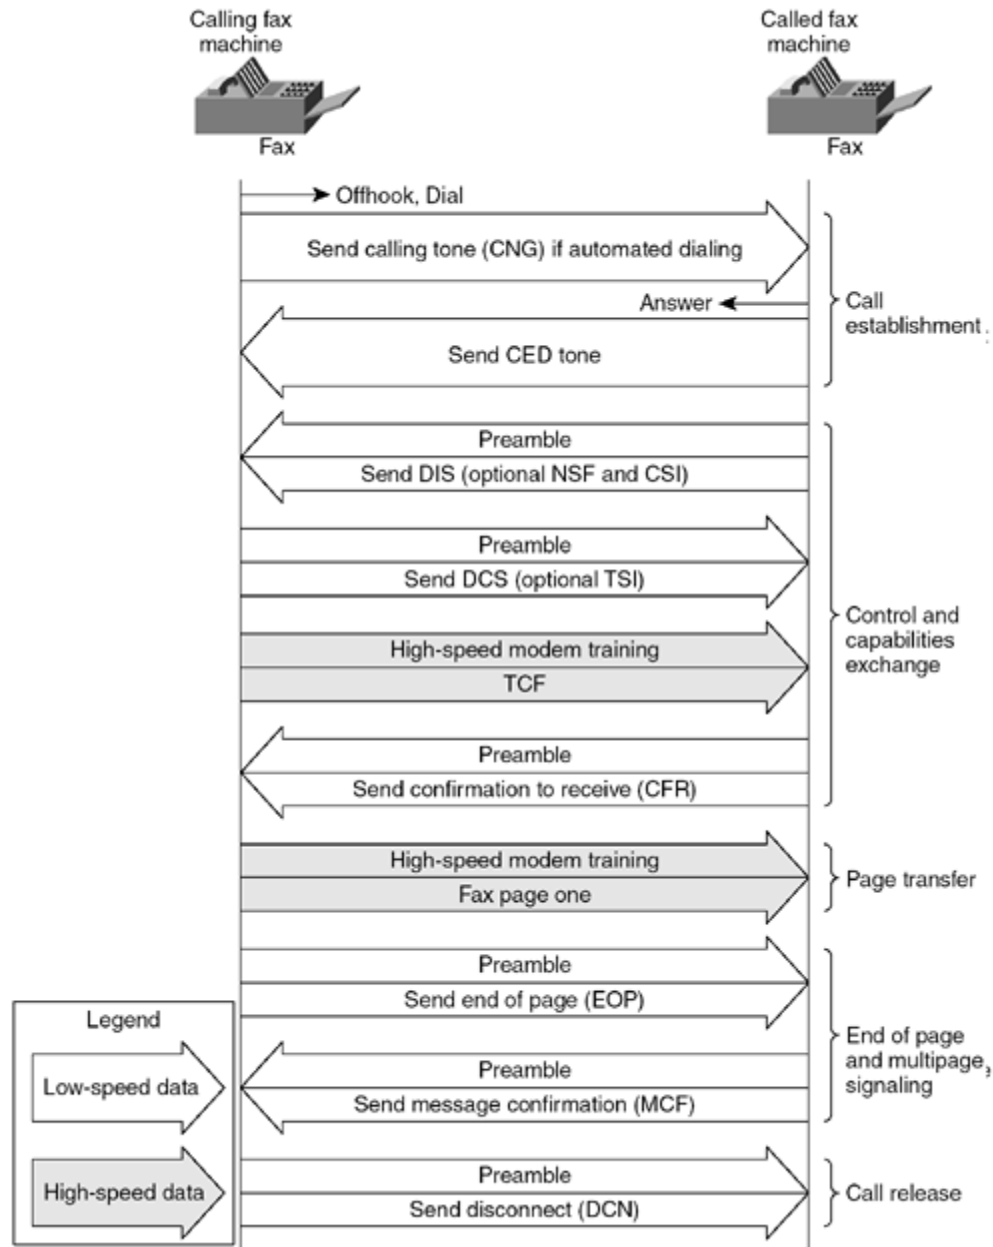 Calling fax
machine
Called fax
machine
Fax
Fax
Offhook, Dial
Send calling tone (CNG) if automated dialing
Answer
Call
establishment
Send CED tone
Preamble
Send DIS (optional NSF and CSI)
Preamble
Send DCS (optional TSI)
High-speed modem training
TCF
Control and
capabilities
exchange
Preamble
Send confirmation to receive (CFR)
High-speed modem training
Fax page one
Page transfer
Preamble
Send end of page (EOP)
Preamble
Send message confirmation (MCF)
End of page
and multipage
signaling
Preamble
Send disconnect (DCN)
Call release
Legend
Low-speed data
High-speed data